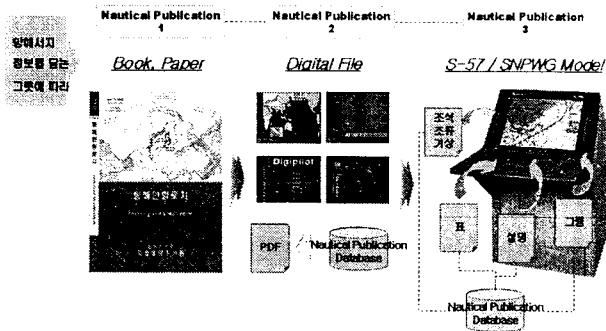 Nautical Publication
1
Nautical Publication
2
Nautical Publication
3
항해서지
정보를 담는
그릇에 따라
Book, Paper
Digital File
S-57 / SNPWG Model
조석
조류
기상
Digipilot
PDF
Nautical Publication
Database
표
설명
그림
Nautical Publication
Database